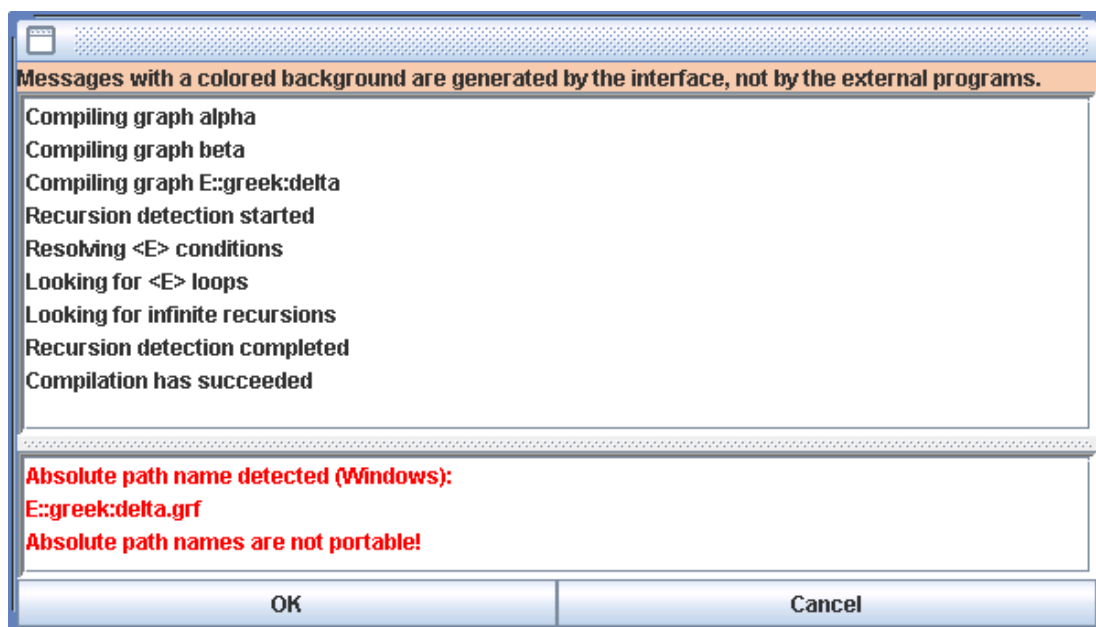 Messages with a colored background are generated by the interface, not by the external programs.
Compiling graph alpha
Compiling graph beta
Compiling graph E::greek:delta
Recursion detection started
Resolving <E> conditions
Looking for <E> loops
Looking for infinite recursions
Recursion detection completed
Compilation has succeeded
Absolute path name detected (Windows):
E::greek:delta.grf
Absolute path names are not portable!
OK
Cancel